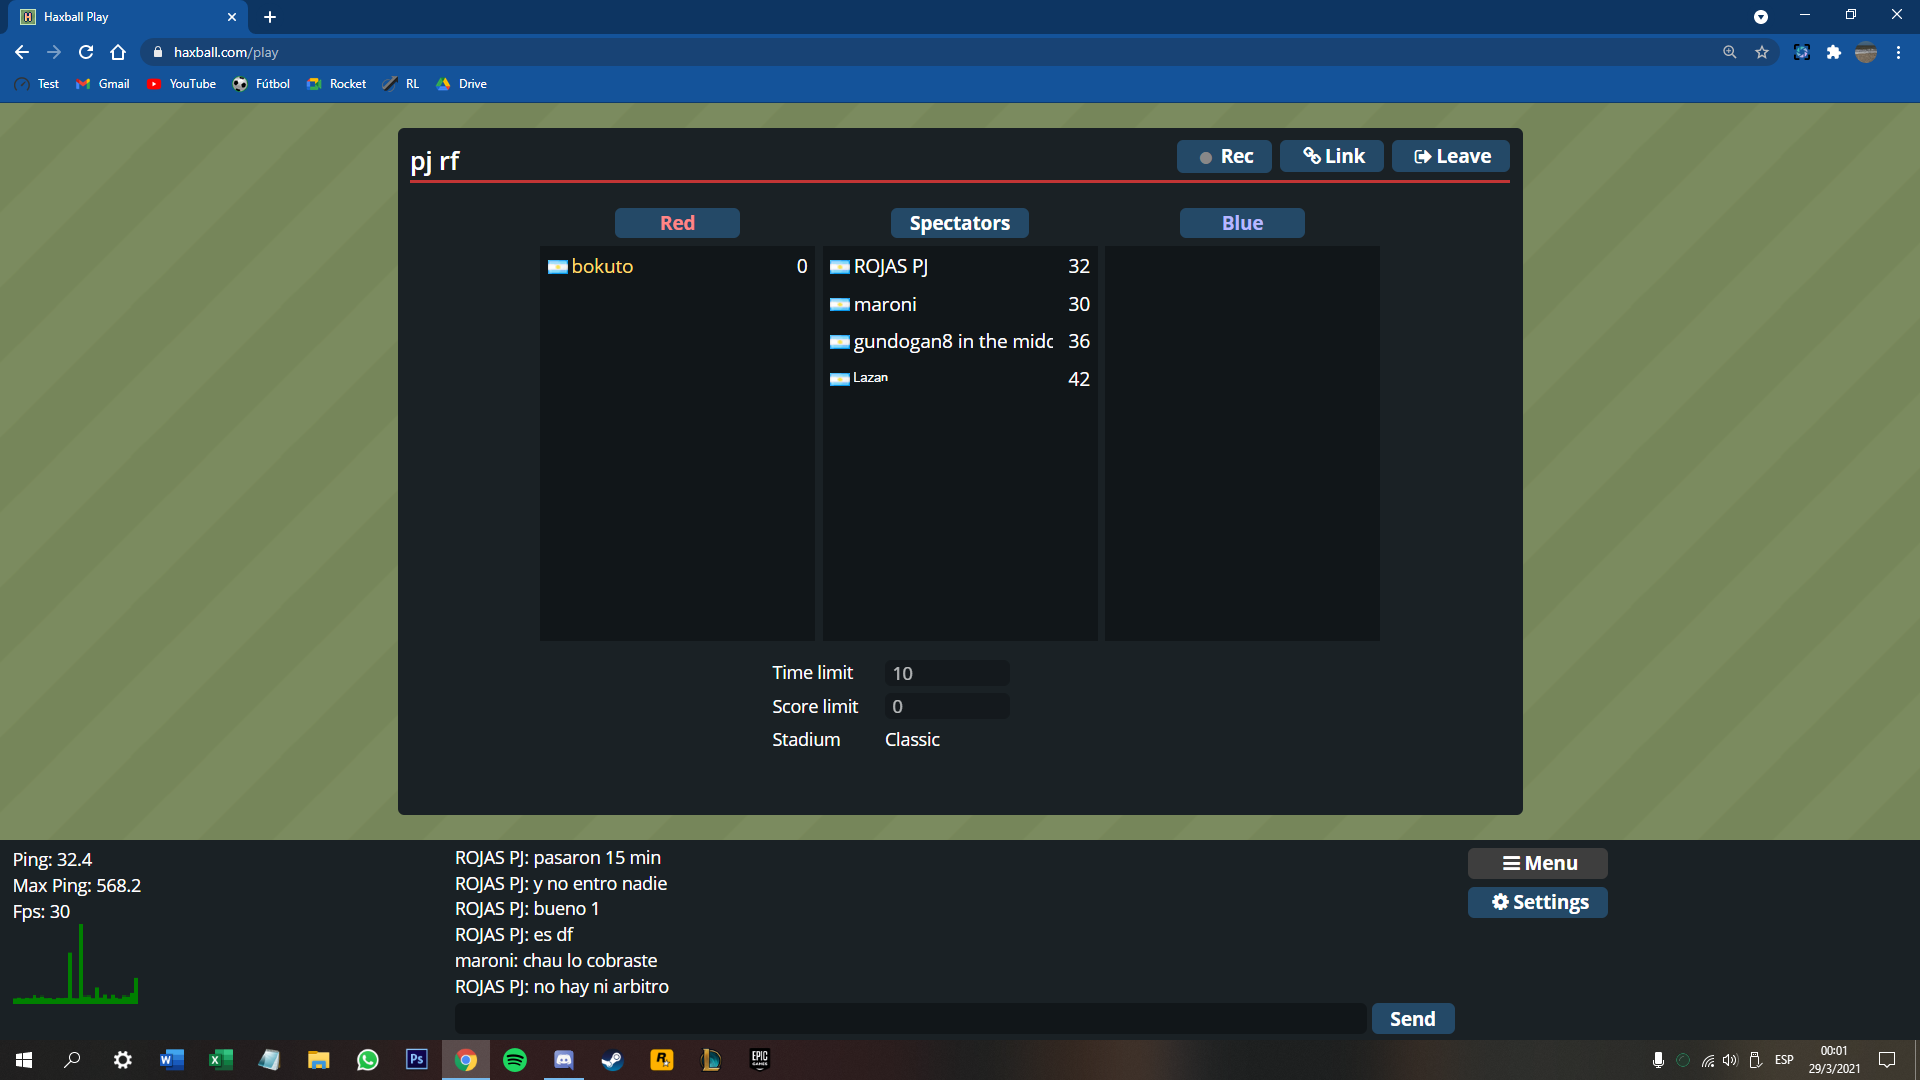 Haxball Play
haxball.com/play
Test Gmail YouTube Fútbol Rocket RL Drive
pj rf
Rec Link Leave
Red Spectators Blue
bokuto 0
ROJAS PJ 32
maroni 30
gundogan8 in the midc 36
Lazan 42
Time limit 10
Score limit 0
Stadium Classic
Ping: 32.4
Max Ping: 568.2
Fps: 30
ROJAS PJ: pasaron 15 min
ROJAS PJ: y no entro nadie
ROJAS PJ: bueno 1
ROJAS PJ: es df
maroni: chau lo cobraste
ROJAS PJ: no hay ni arbitro
Send
Menu
Settings
Ps
EPIC GAMES
ESP
00:01
29/3/2021